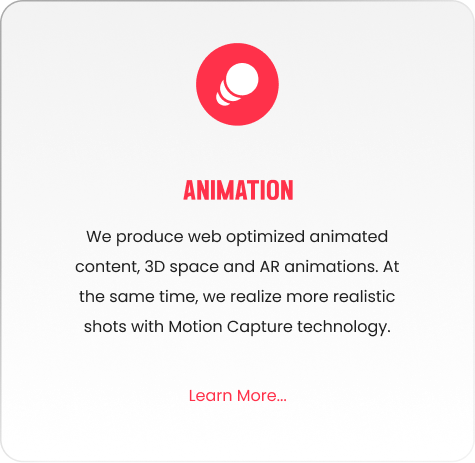 ANIMATION
We produce web optimized animated
content, 3D space and AR animations. At
the same time, we realize more realistic
shots with Motion Capture technology.
Learn More...